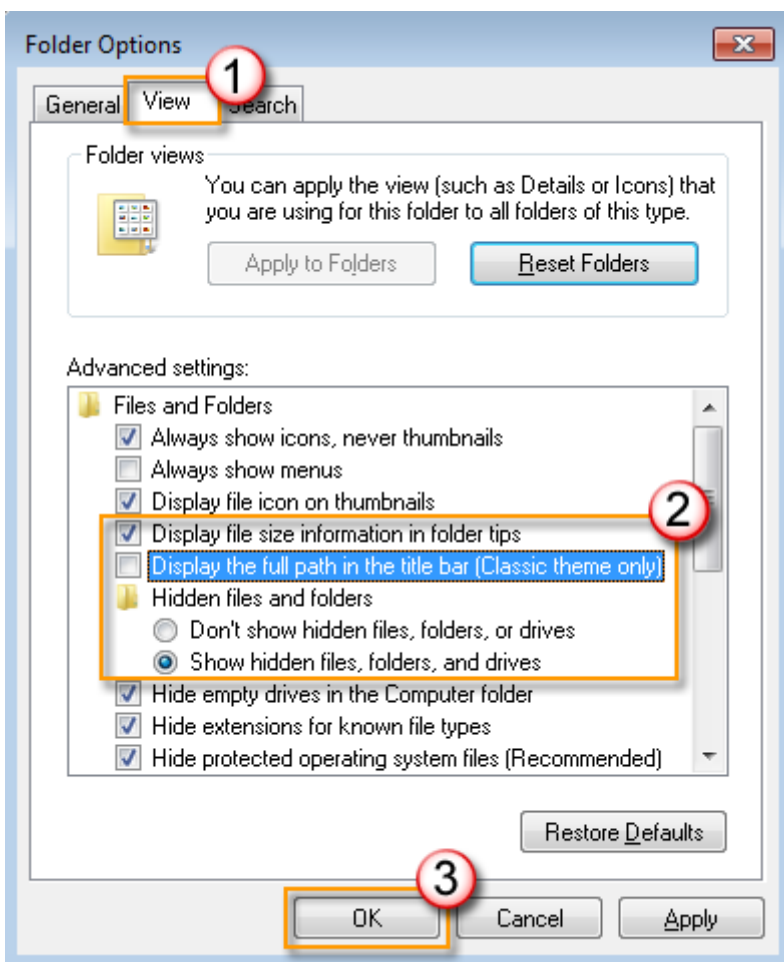 Folder Options
1
General View Search
Folder views
You can apply the view (such as Details or Icons) that
you are using for this folder to all folders of this type.
Apply to Folders Reset Folders
Advanced settings:
Files and Folders
Always show icons, never thumbnails
Always show menus
Display file icon on thumbnails
2
Display file size information in folder tips
Display the full path in the title bar (Classic theme only)
Hidden files and folders
Don't show hidden files, folders, or drives
Show hidden files, folders, and drives
Hide empty drives in the Computer folder
Hide extensions for known file types
Hide protected operating system files (Recommended)
Restore Defaults
3
OK Cancel Apply